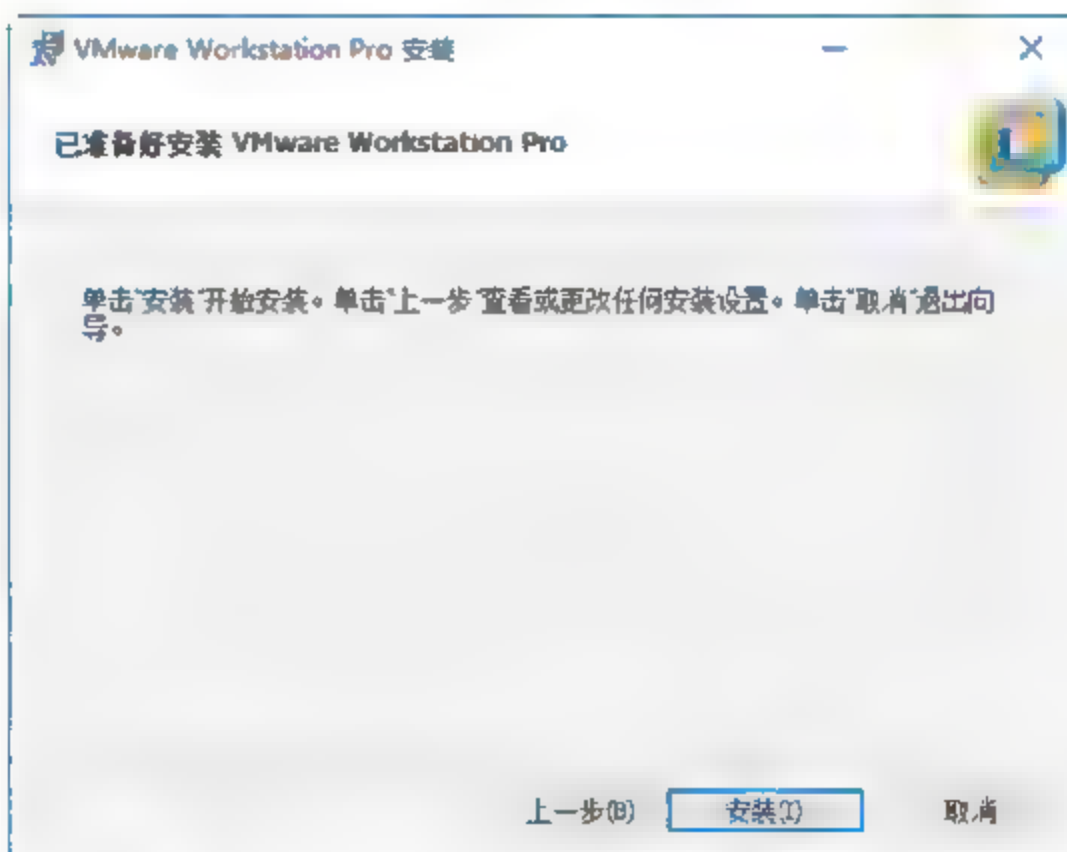 VMware Workstation Pro 安装
已准备好安装 VMware Workstation Pro
单击"安装"开始安装。单击"上一步"查看或更改任何安装设置。单击"取消"退出向
导。
上一步(B) 安装(I) 取消